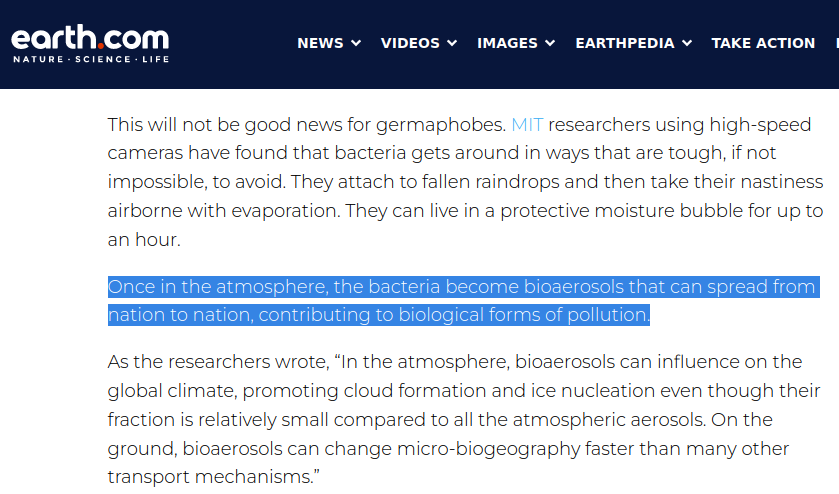 earth.com
NATURE · SCIENCE · LIFE
NEWS
VIDEOS
IMAGES
EARTHPEDIA
TAKE ACTION
This will not be good news for germaphobes. MIT researchers using high-speed
cameras have found that bacteria gets around in ways that are tough, if not
impossible, to avoid. They attach to fallen raindrops and then take their nastiness
airborne with evaporation. They can live in a protective moisture bubble for up to
an hour.
Once in the atmosphere, the bacteria become bioaerosols that can spread from
nation to nation, contributing to biological forms of pollution.
As the researchers wrote, “In the atmosphere, bioaerosols can influence on the
global climate, promoting cloud formation and ice nucleation even though their
fraction is relatively small compared to all the atmospheric aerosols. On the
ground, bioaerosols can change micro-biogeography faster than many other
transport mechanisms.”